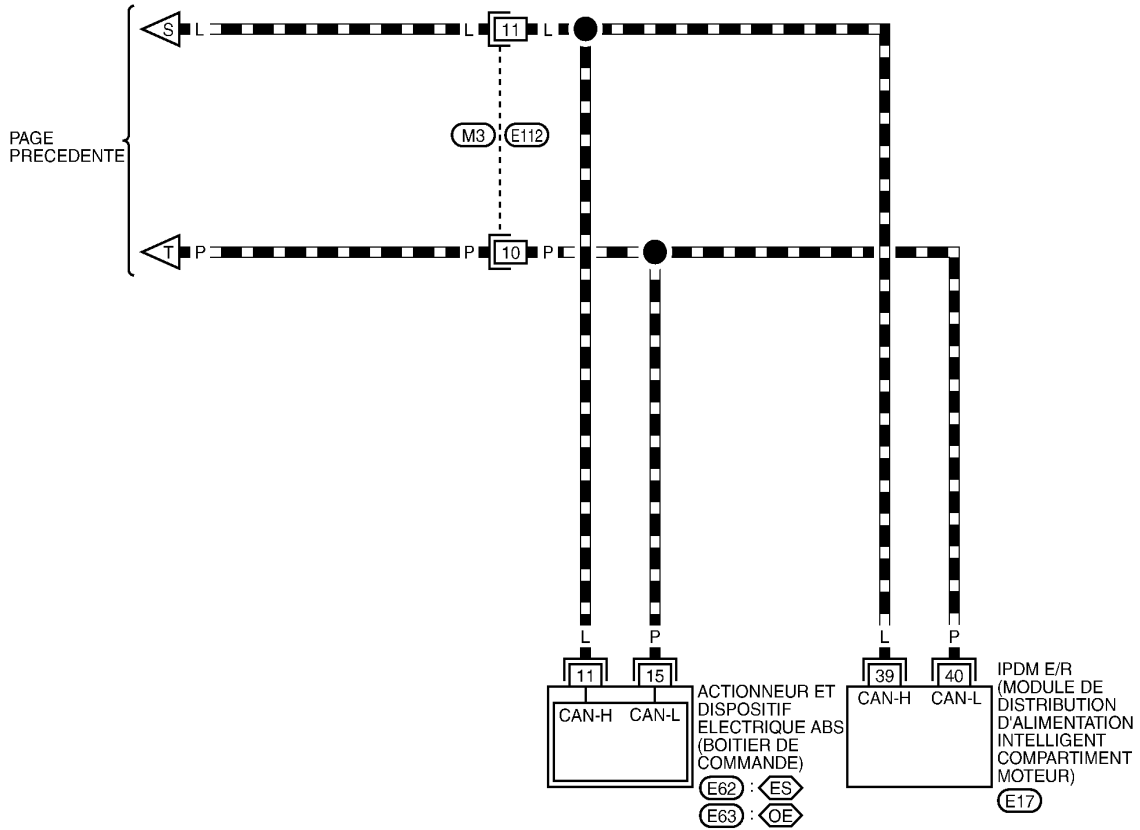 S L L 11 L
PAGE
PRECEDENTE
M3 E112
T P P 10 P
L P L P
11 15 39 40
CAN-H CAN-L
CAN-H CAN-L
ACTIONNEUR ET
DISPOSITIF
ELECTRIQUE ABS
(BOITIER DE
COMMANDE)
E62 : ES
E63 : OE
IPDM E/R
(MODULE DE
DISTRIBUTION
D'ALIMENTATION
INTELLIGENT
COMPARTIMENT
MOTEUR)
E17